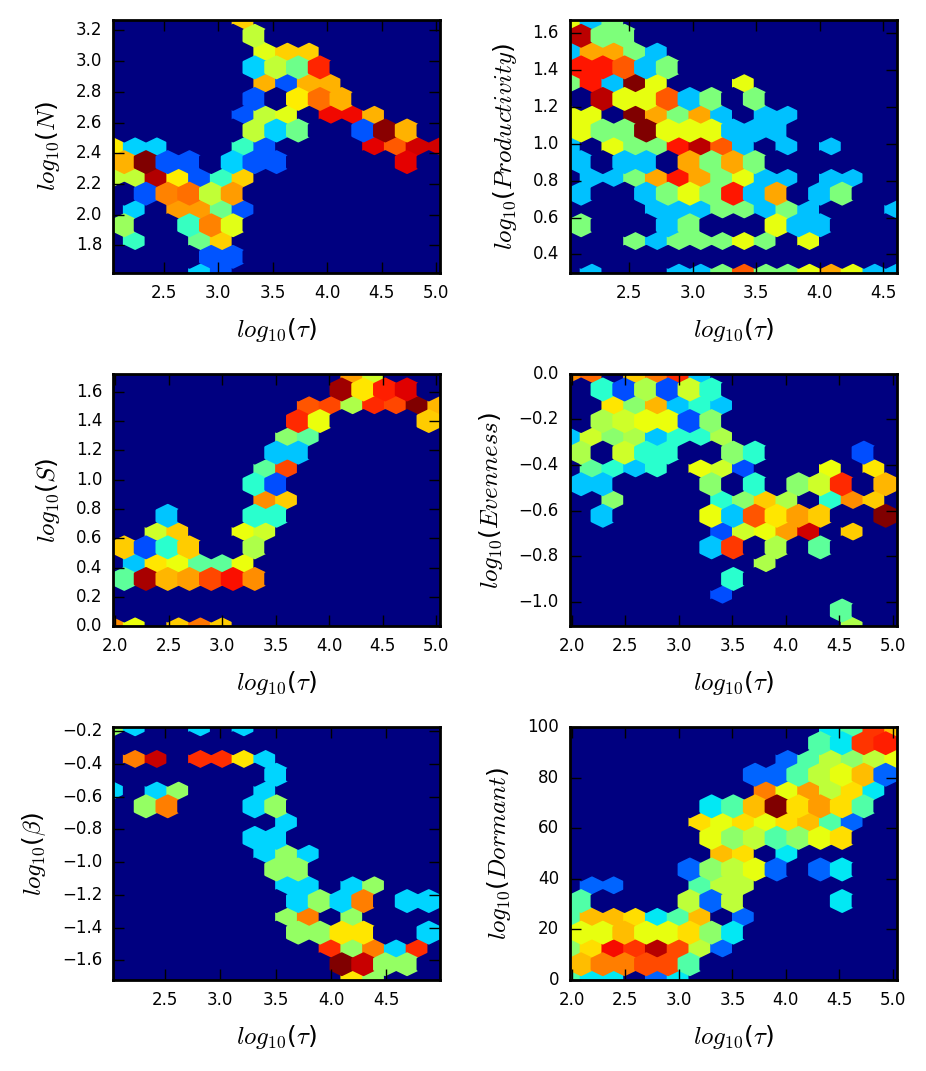 3.2
3.0
2.8
2.6
2.4
2.2
2.0
1.8
log10(N)
2.5 3.0 3.5 4.0 4.5 5.0
log10(τ)
1.6
1.4
1.2
1.0
0.8
0.6
0.4
log10(Productivity)
2.5 3.0 3.5 4.0 4.5
log10(τ)
1.6
1.4
1.2
1.0
0.8
0.6
0.4
0.2
0.0
log10(S)
2.0 2.5 3.0 3.5 4.0 4.5 5.0
log10(τ)
0.0
−0.2
−0.4
−0.6
−0.8
−1.0
log10(Evenness)
2.0 2.5 3.0 3.5 4.0 4.5 5.0
log10(τ)
−0.2
−0.4
−0.6
−0.8
−1.0
−1.2
−1.4
−1.6
log10(β)
2.5 3.0 3.5 4.0 4.5
log10(τ)
100
80
60
40
20
0
log10(Dormant)
2.0 2.5 3.0 3.5 4.0 4.5 5.0
log10(τ)